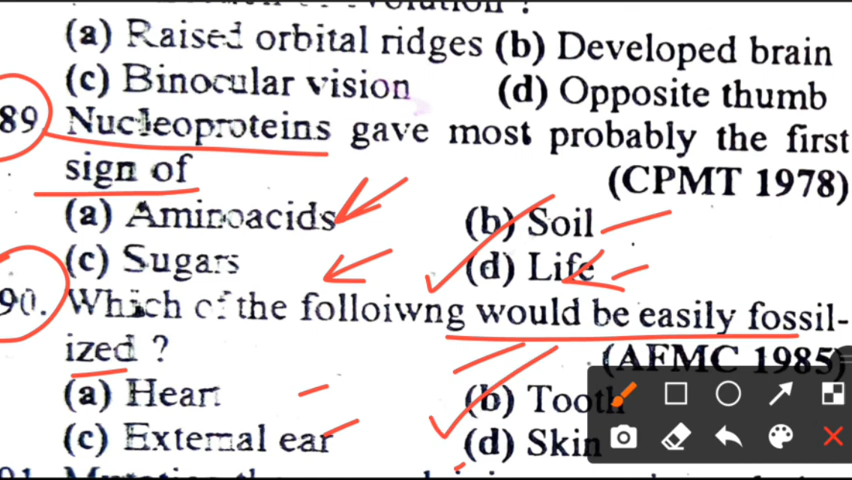 (a) Raised orbital ridges (b) Developed brain
(c) Binocular vision (d) Opposite thumb
89 Nucleoproteins gave most probably the first
sign of (CPMT 1978)
(a) Aminoacids (b) Soil
(c) Sugars (d) Life
90. Which of the folloiwng would be easily fossil-
ized ? (AFMC 1985)
(a) Heart (b) Tooth
(c) External ear (d) Skin